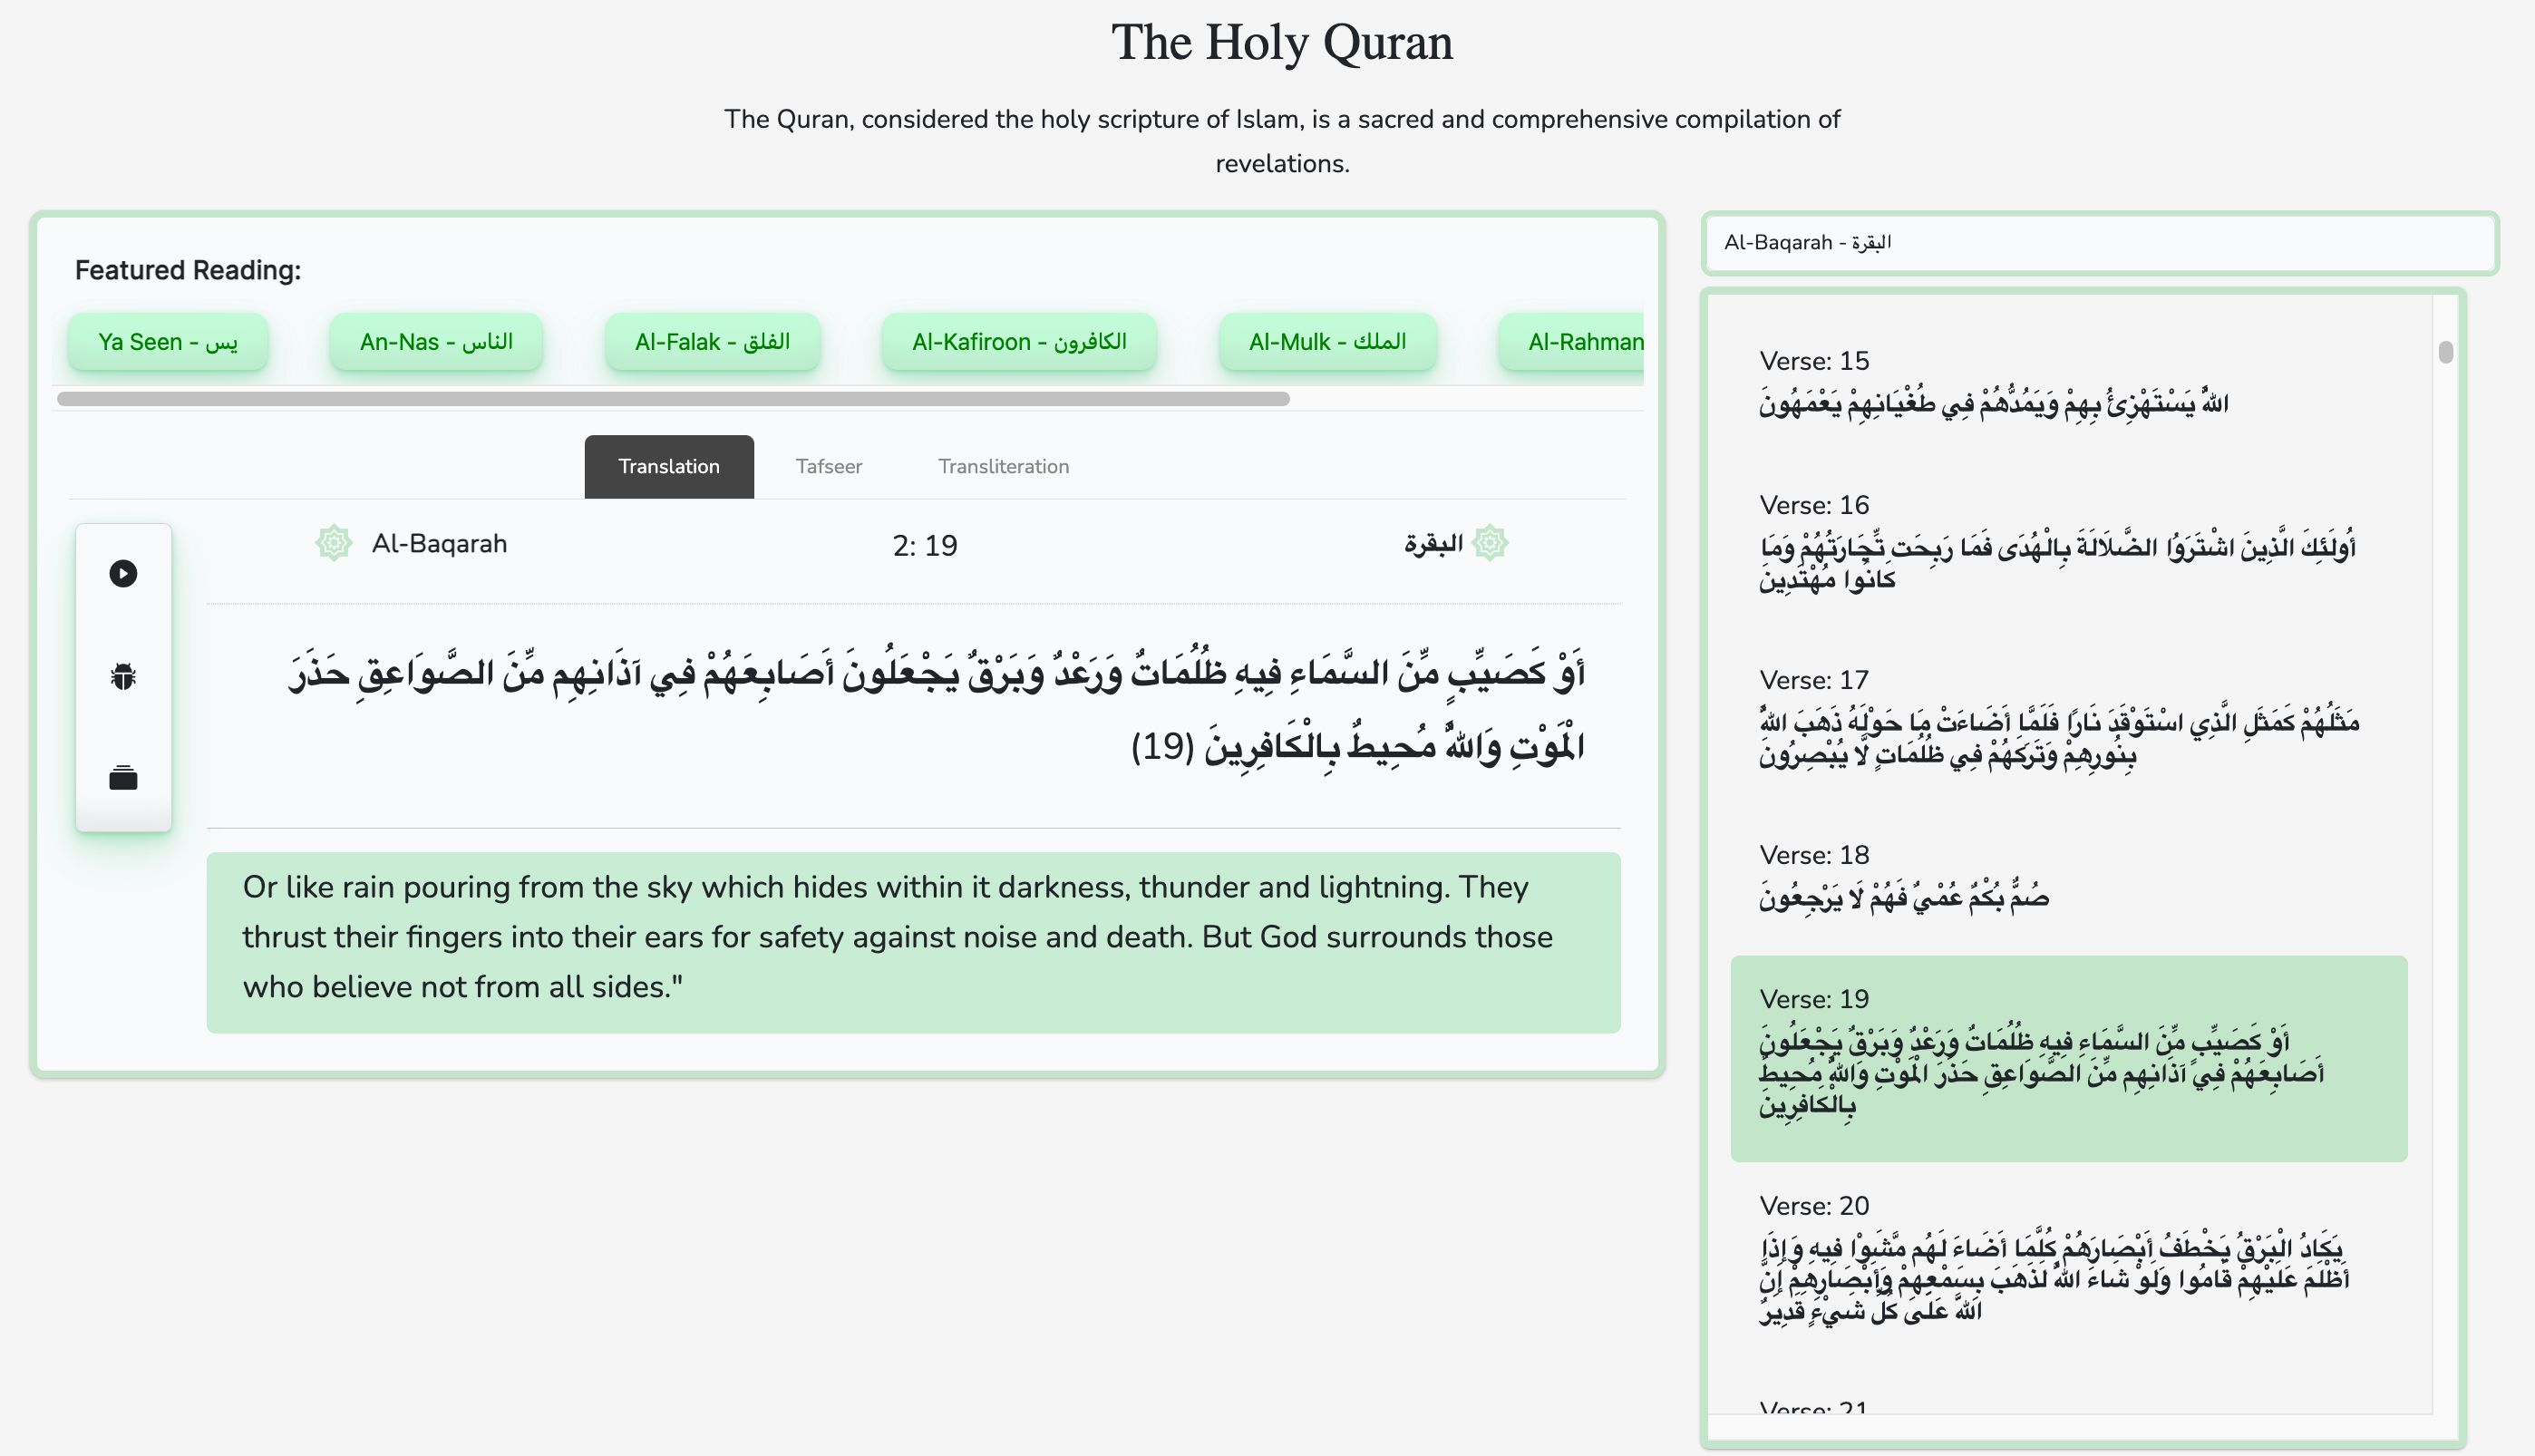 The Holy Quran
The Quran, considered the holy scripture of Islam, is a sacred and comprehensive compilation of
revelations.
Featured Reading:
Ya Seen - يس
An-Nas - الناس
Al-Falak - الفلق
Al-Kafiroon - الكافرون
Al-Mulk - الملك
Al-Rahman
Translation
Tafseer
Transliteration
Al-Baqarah
2: 19
البقرة
أَوْ كَصَيِّبٍ مِّنَ السَّمَاءِ فِيهِ ظُلُمَاتٌ وَرَعْدٌ وَبَرْقٌ يَجْعَلُونَ أَصَابِعَهُمْ فِي آذَانِهِم مِّنَ الصَّوَاعِقِ حَذَرَ
الْمَوْتِ وَاللَّهُ مُحِيطٌ بِالْكَافِرِينَ (19)
Or like rain pouring from the sky which hides within it darkness, thunder and lightning. They
thrust their fingers into their ears for safety against noise and death. But God surrounds those
who believe not from all sides."
Al-Baqarah - البقرة
Verse: 15
اللَّهُ يَسْتَهْزِئُ بِهِمْ وَيَمُدُّهُمْ فِي طُغْيَانِهِمْ يَعْمَهُونَ
Verse: 16
أُولَئِكَ الَّذِينَ اشْتَرَوُا الضَّلَالَةَ بِالْهُدَى فَمَا رَبِحَت تِّجَارَتُهُمْ وَمَا
كَانُوا مُهْتَدِينَ
Verse: 17
مَثَلُهُمْ كَمَثَلِ الَّذِي اسْتَوْقَدَ نَارًا فَلَمَّا أَضَاءَتْ مَا حَوْلَهُ ذَهَبَ اللَّهُ
بِنُورِهِمْ وَتَرَكَهُمْ فِي ظُلُمَاتٍ لَّا يُبْصِرُونَ
Verse: 18
صُمٌّ بُكْمٌ عُمْيٌ فَهُمْ لَا يَرْجِعُونَ
Verse: 19
أَوْ كَصَيِّبٍ مِّنَ السَّمَاءِ فِيهِ ظُلُمَاتٌ وَرَعْدٌ وَبَرْقٌ يَجْعَلُونَ
أَصَابِعَهُمْ فِي آذَانِهِم مِّنَ الصَّوَاعِقِ حَذَرَ الْمَوْتِ وَاللَّهُ مُحِيطٌ
بِالْكَافِرِينَ
Verse: 20
يَكَادُ الْبَرْقُ يَخْطَفُ أَبْصَارَهُمْ كُلَّمَا أَضَاءَ لَهُم مَّشَوْا فِيهِ وَإِذَا
أَظْلَمَ عَلَيْهِمْ قَامُوا وَلَوْ شَاءَ اللَّهُ لَذَهَبَ بِسَمْعِهِمْ وَأَبْصَارِهِمْ إِنَّ
اللَّهَ عَلَى كُلِّ شَيْءٍ قَدِيرٌ
Verse: 21